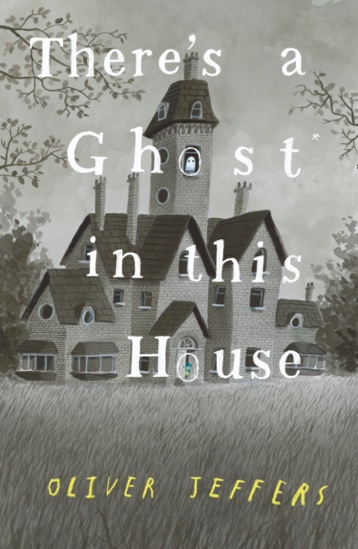 There's a
Ghost*
in this
House
OLIVER JEFFERS